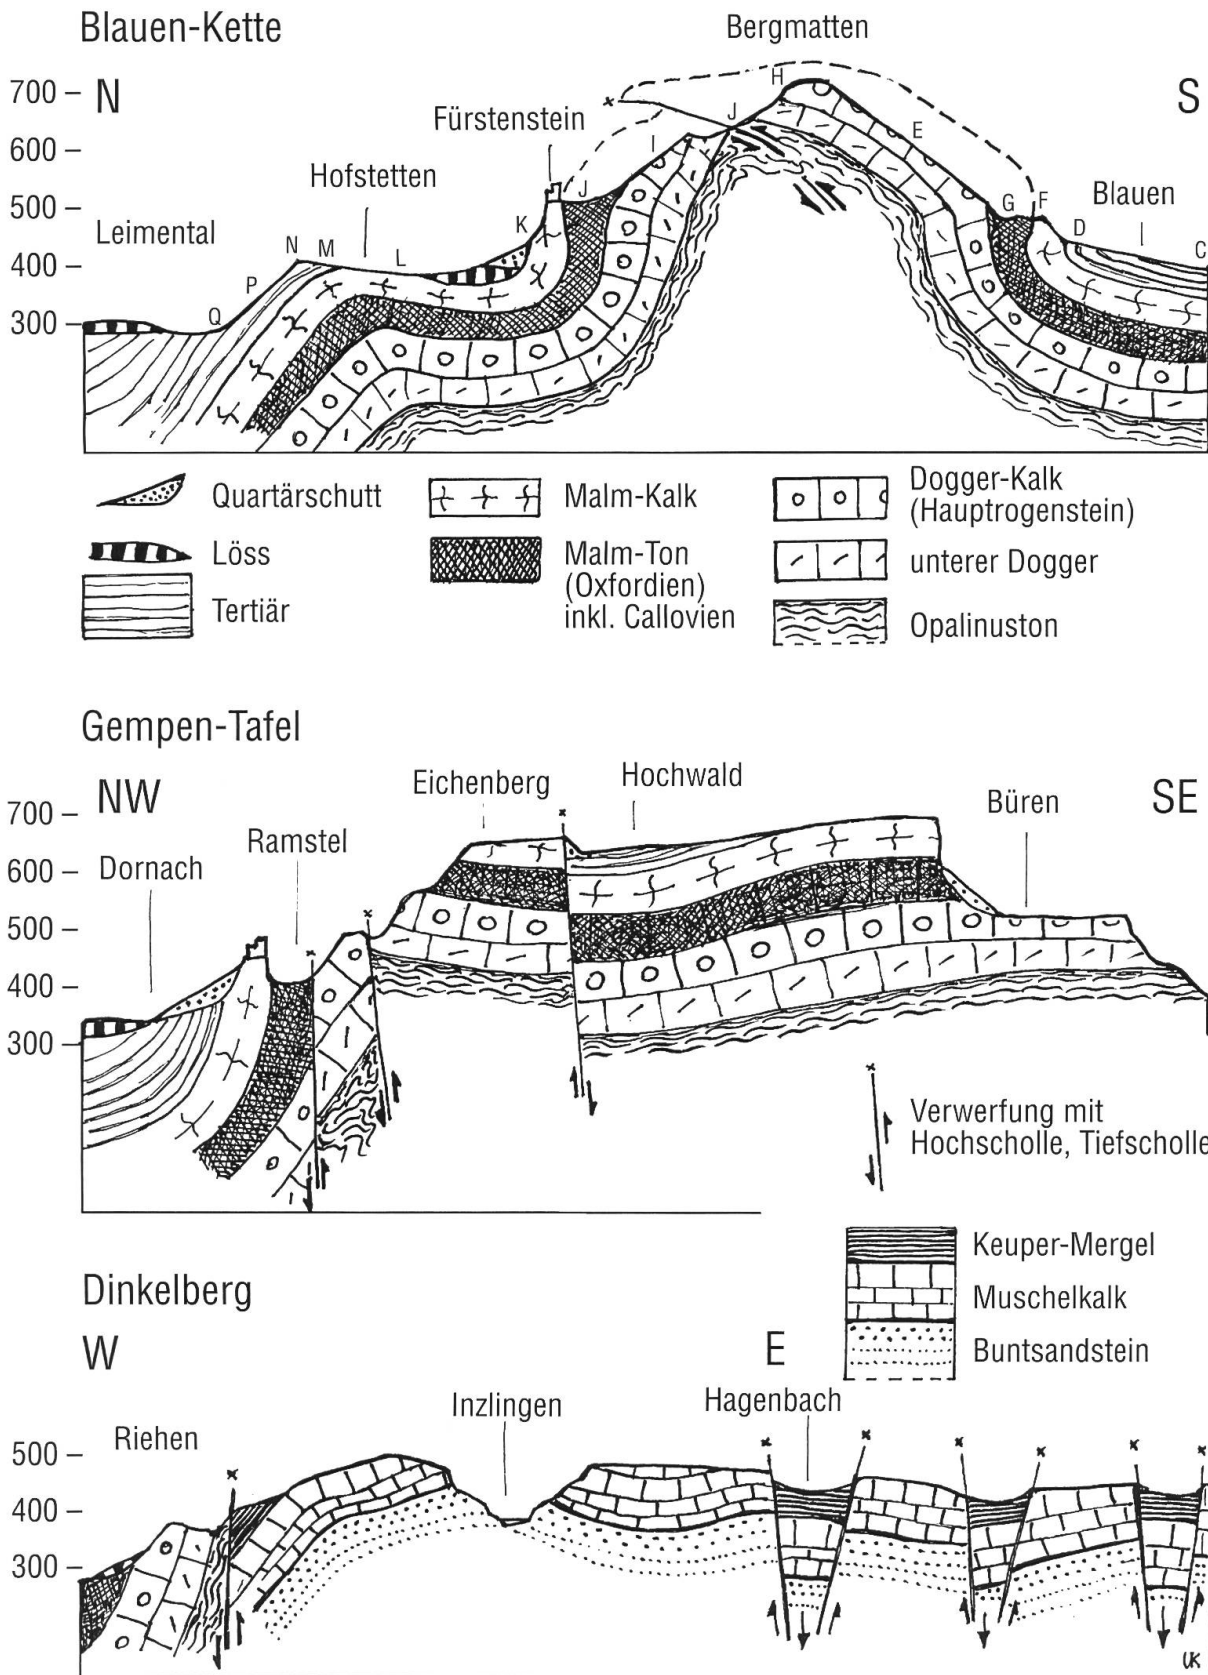 Blauen-Kette
Bergmatten
700 – N
H
S
600 –
Fürstenstein
J
I
E
500 –
Hofstetten
J
G F
Blauen
Leimental
K
D
400 –
N M
L
C
P
300 –
Q
Quartärschutt
Malm-Kalk
Dogger-Kalk
(Hauptrogenstein)
Löss
Malm-Ton
(Oxfordien)
inkl. Callovien
unterer Dogger
Tertiär
Opalinuston
Gempen-Tafel
NW
Eichenberg
Hochwald
Büren
SE
700 –
Ramstel
600 –
Dornach
500 –
400 –
300 –
Verwerfung mit
Hochscholle, Tiefscholle
Keuper-Mergel
Muschelkalk
Buntsandstein
Dinkelberg
W
E
Inzlingen
Hagenbach
Riehen
500 –
400 –
300 –
UK